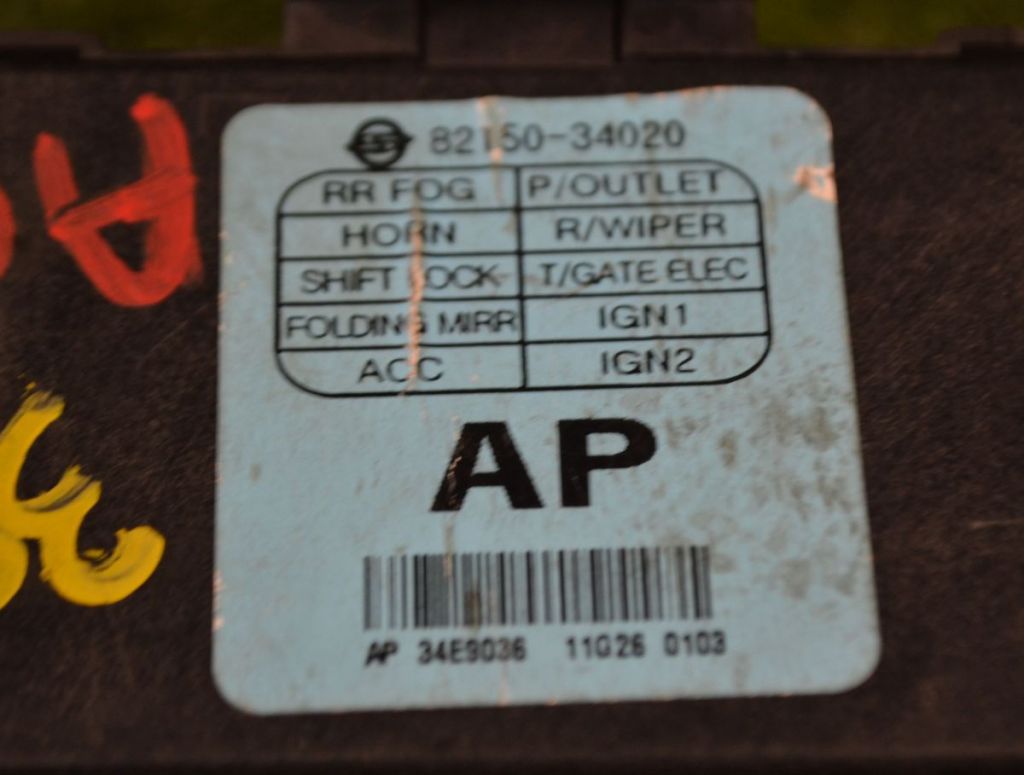 82150-34020
RR FOG P/OUTLET
HORN R/WIPER
SHIFT LOCK T/GATE ELEC
FOLDING MIRR IGN1
ACC IGN2
AP
AP 34E9036 11G26 0103